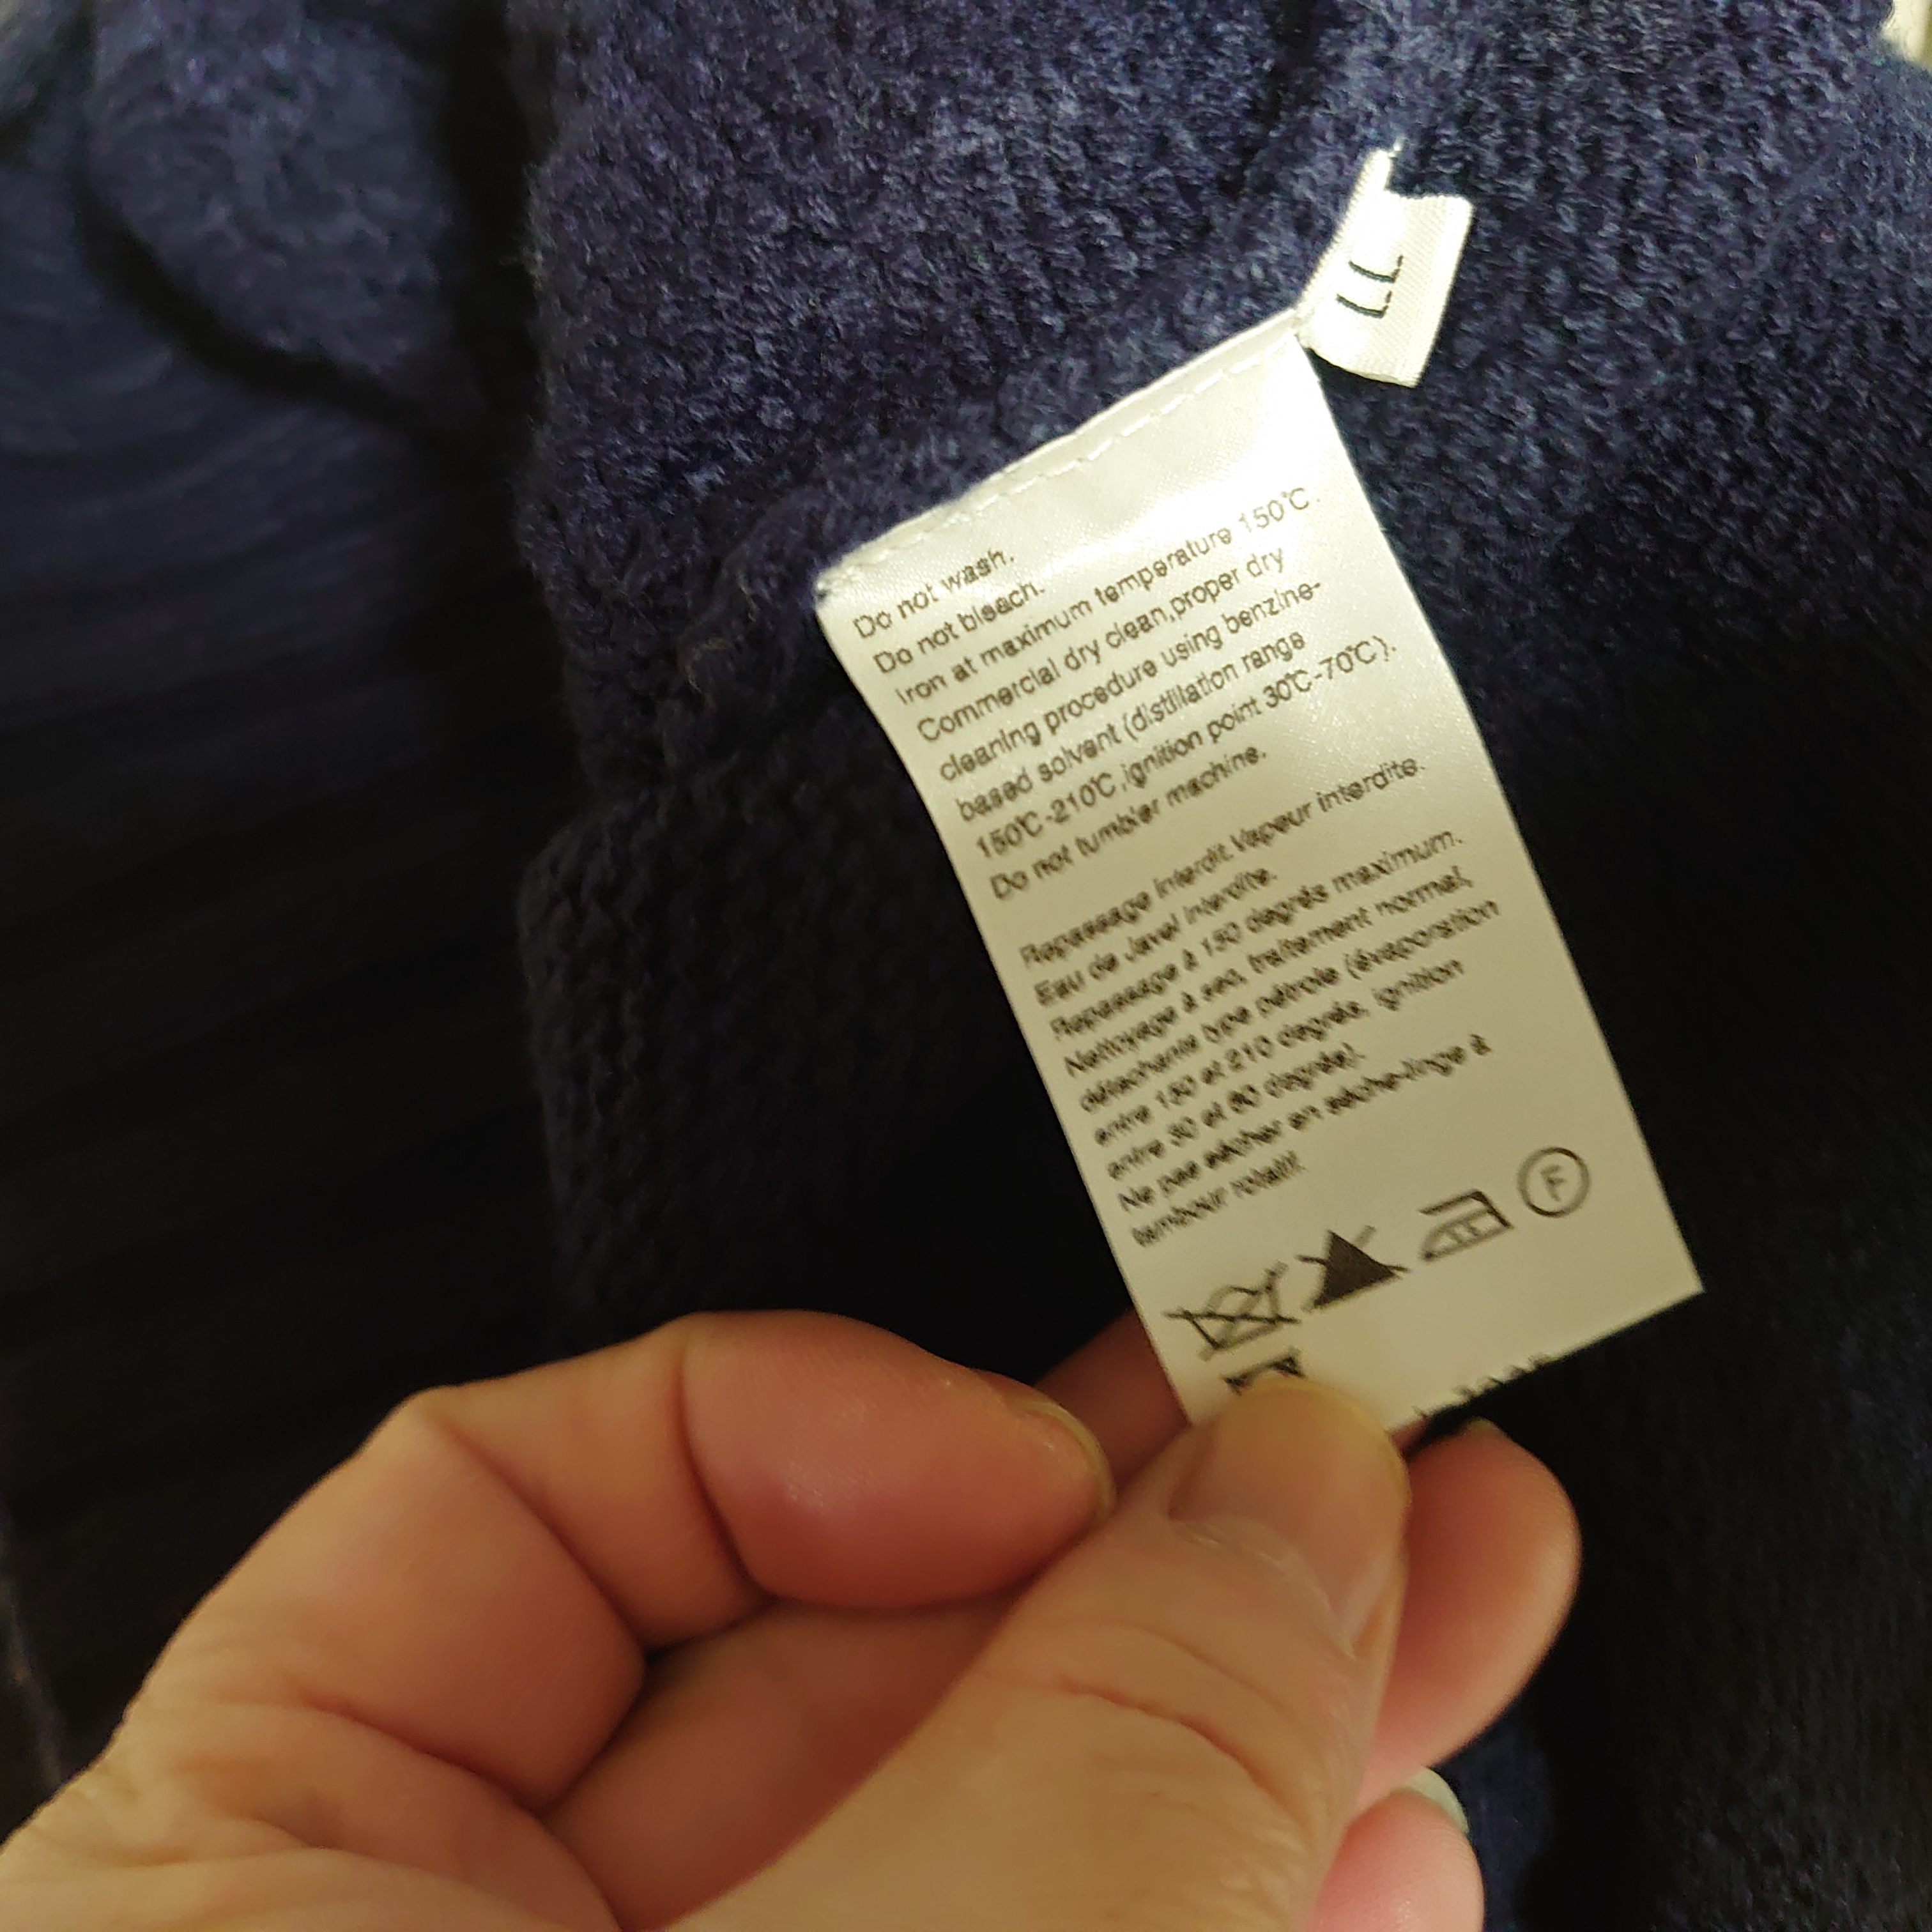 LL
Do not wash.
Do not bleach.
Iron at maximum temperature 150℃.
Commercial dry clean,proper dry
cleaning procedure using benzine-
based solvent (distillation range
150℃-210℃,ignition point 30℃-70℃).
Do not tumbler machine.
Repassage interdit.Vapeur interdite.
Eau de Javel interdite.
Repassage à 150 degrés maximum.
Nettoyage à sec, traitement normal,
détachante type pétrole (évaporation
entre 150 et 210 degrés, ignition
entre 30 et 60 degrés).
Ne pas sécher en sèche-linge à
tambour rotatif.
F